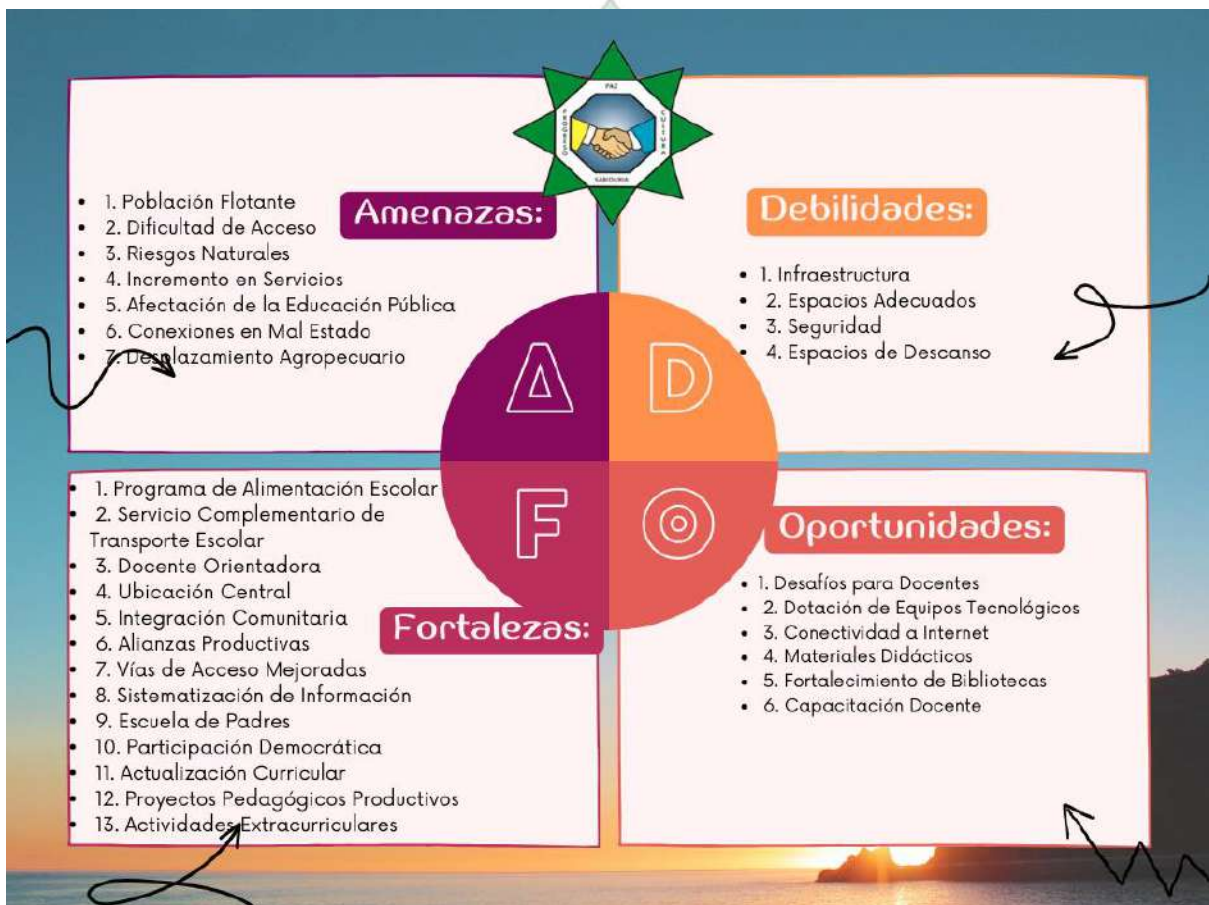 PAZ
PROGRESO
CULTURA
SABIDURIA
Amenazas:
• 1. Población Flotante
• 2. Dificultad de Acceso
• 3. Riesgos Naturales
• 4. Incremento en Servicios
• 5. Afectación de la Educación Pública
• 6. Conexiones en Mal Estado
• 7. Desplazamiento Agropecuario
Debilidades:
• 1. Infraestructura
• 2. Espacios Adecuados
• 3. Seguridad
• 4. Espacios de Descanso
A
D
F
O
Fortalezas:
• 1. Programa de Alimentación Escolar
• 2. Servicio Complementario de
Transporte Escolar
• 3. Docente Orientadora
• 4. Ubicación Central
• 5. Integración Comunitaria
• 6. Alianzas Productivas
• 7. Vías de Acceso Mejoradas
• 8. Sistematización de Información
• 9. Escuela de Padres
• 10. Participación Democrática
• 11. Actualización Curricular
• 12. Proyectos Pedagógicos Productivos
• 13. Actividades Extracurriculares
Oportunidades:
• 1. Desafíos para Docentes
• 2. Dotación de Equipos Tecnológicos
• 3. Conectividad a Internet
• 4. Materiales Didácticos
• 5. Fortalecimiento de Bibliotecas
• 6. Capacitación Docente